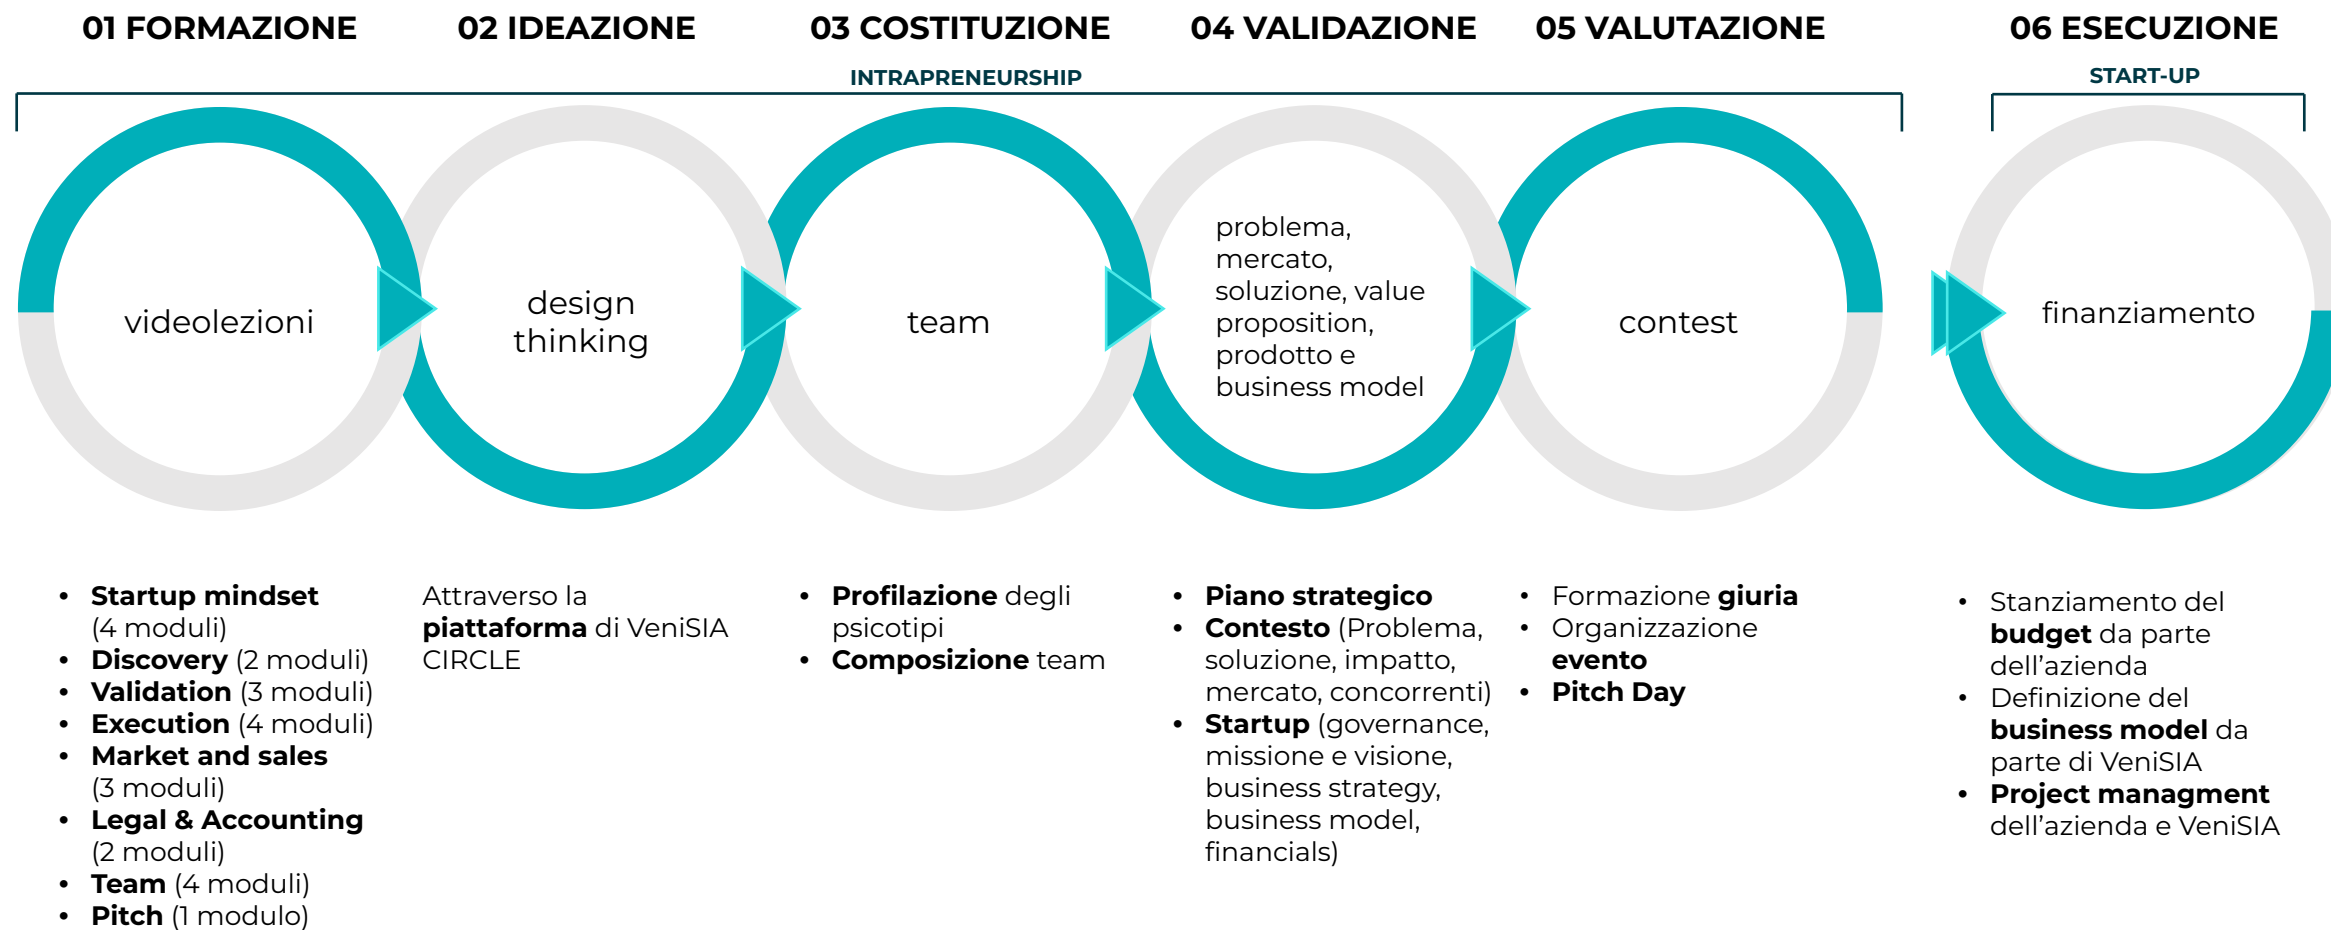 01 FORMAZIONE
02 IDEAZIONE
03 COSTITUZIONE
04 VALIDAZIONE
05 VALUTAZIONE
06 ESECUZIONE
INTRAPRENEURSHIP
START-UP
videolezioni
design
thinking
team
problema,
mercato,
soluzione, value
proposition,
prodotto e
business model
contest
finanziamento
• Startup mindset
(4 moduli)
• Discovery (2 moduli)
• Validation (3 moduli)
• Execution (4 moduli)
• Market and sales
(3 moduli)
• Legal & Accounting
(2 moduli)
• Team (4 moduli)
• Pitch (1 modulo)
Attraverso la
piattaforma di VeniSIA
CIRCLE
• Profilazione degli
psicotipi
• Composizione team
• Piano strategico
• Contesto (Problema,
soluzione, impatto,
mercato, concorrenti)
• Startup (governance,
missione e visione,
business strategy,
business model,
financials)
• Formazione giuria
• Organizzazione
evento
• Pitch Day
• Stanziamento del
budget da parte
dell’azienda
• Definizione del
business model da
parte di VeniSIA
• Project managment
dell’azienda e VeniSIA